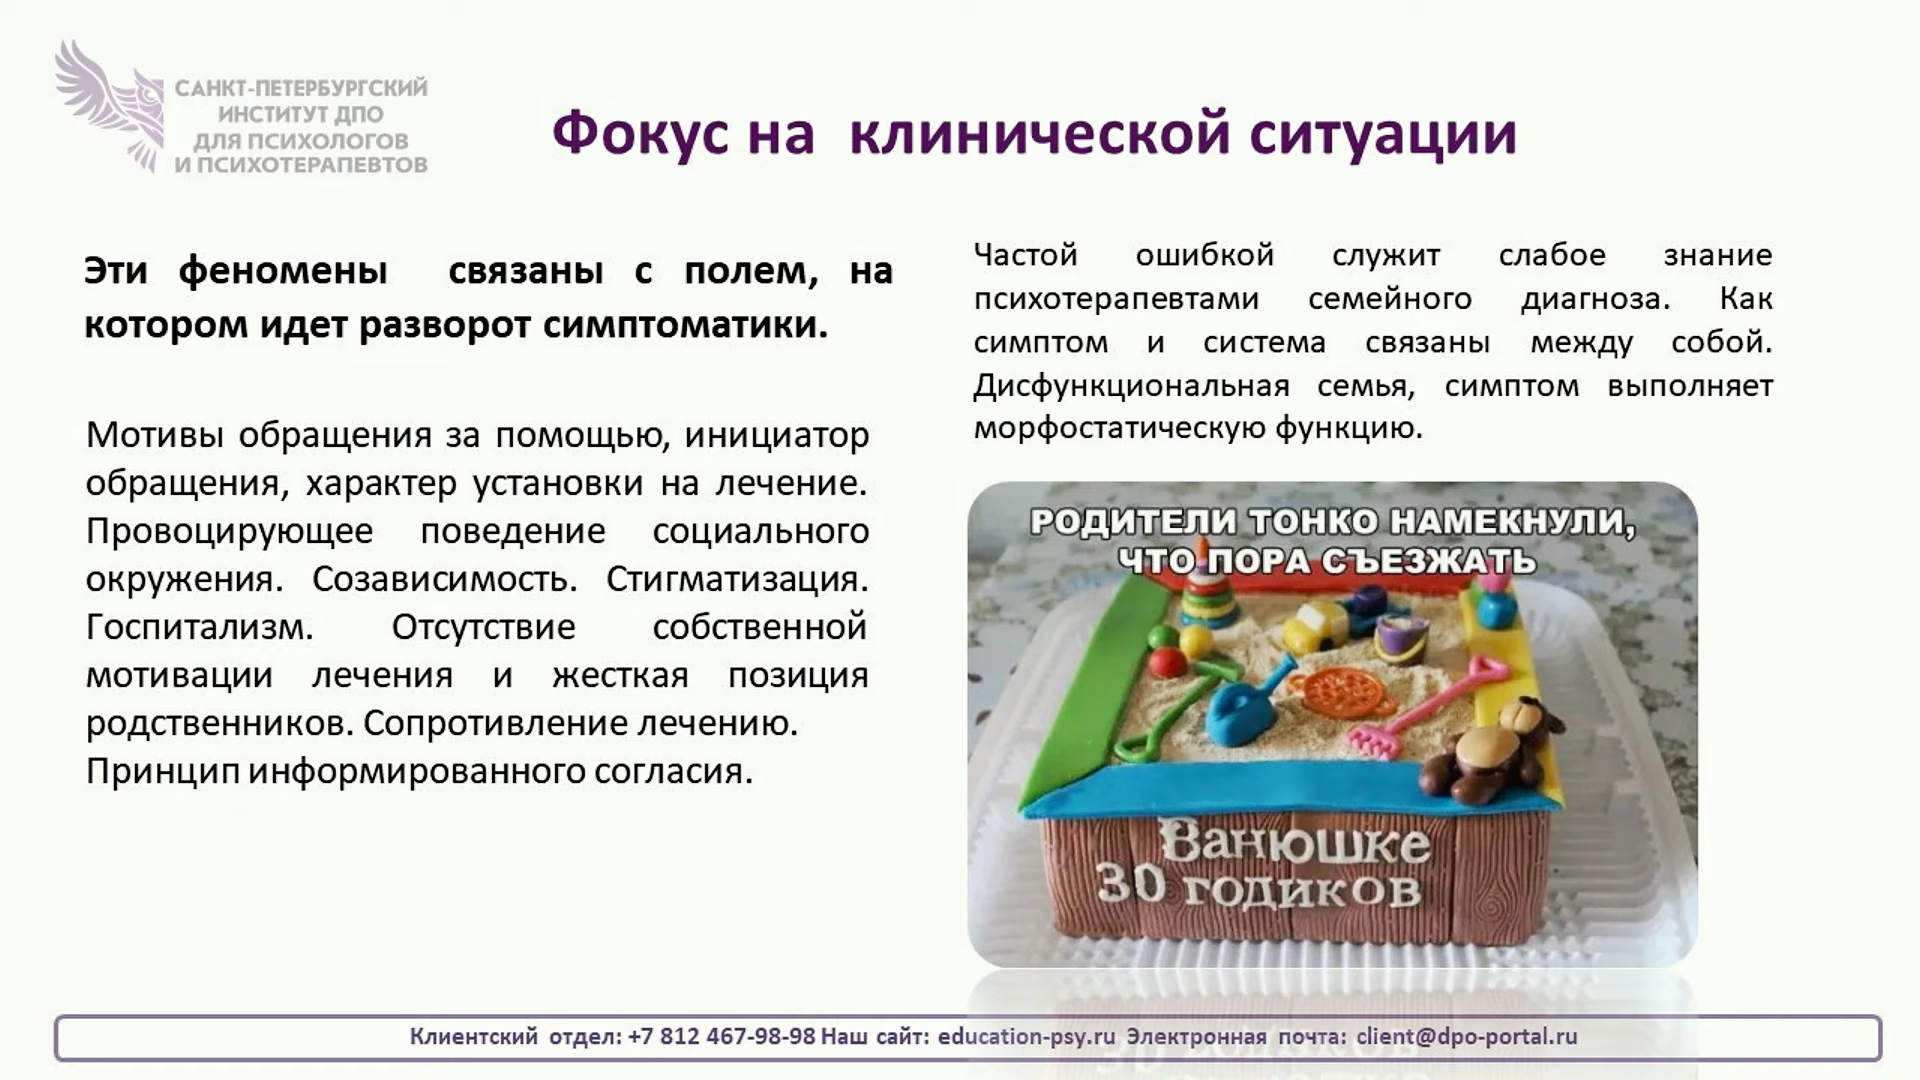 САНКТ-ПЕТЕРБУРГСКИЙ
ИНСТИТУТ ДПО
ДЛЯ ПСИХОЛОГОВ
И ПСИХОТЕРАПЕВТОВ
Фокус на клинической ситуации
Эти феномены связаны с полем, на
котором идет разворот симптоматики.
Мотивы обращения за помощью, инициатор
обращения, характер установки на лечение.
Провоцирующее поведение социального
окружения. Созависимость. Стигматизация.
Госпитализм. Отсутствие собственной
мотивации лечения и жесткая позиция
родственников. Сопротивление лечению.
Принцип информированного согласия.
Частой ошибкой служит слабое знание
психотерапевтами семейного диагноза. Как
симптом и система связаны между собой.
Дисфункциональная семья, симптом выполняет
морфостатическую функцию.
РОДИТЕЛИ ТОНКО НАМЕКНУЛИ,
ЧТО ПОРА СЪЕЗЖАТЬ
Ванюшке
30 годиков
Клиентский отдел: +7 812 467-98-98 Наш сайт: education-psy.ru Электронная почта: client@dpo-portal.ru